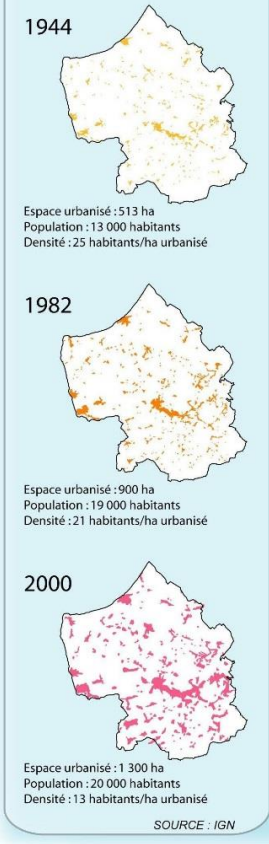 1944
Espace urbanisé : 513 ha
Population : 13 000 habitants
Densité : 25 habitants/ha urbanisé
1982
Espace urbanisé : 900 ha
Population : 19 000 habitants
Densité : 21 habitants/ha urbanisé
2000
Espace urbanisé : 1 300 ha
Population : 20 000 habitants
Densité : 13 habitants/ha urbanisé
SOURCE : IGN